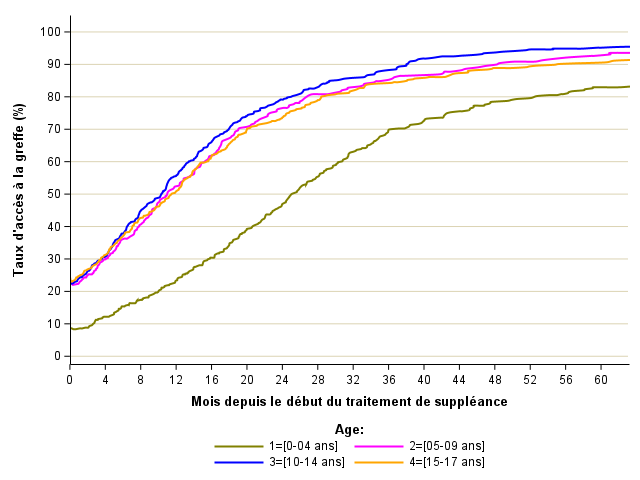 100
90
80
70
60
50
40
30
20
10
0
Taux d'accès à la greffe (%)
0 4 8 12 16 20 24 28 32 36 40 44 48 52 56 60
Mois depuis le début du traitement de suppléance
Age:
1=[0-04 ans] 2=[05-09 ans]
3=[10-14 ans] 4=[15-17 ans]